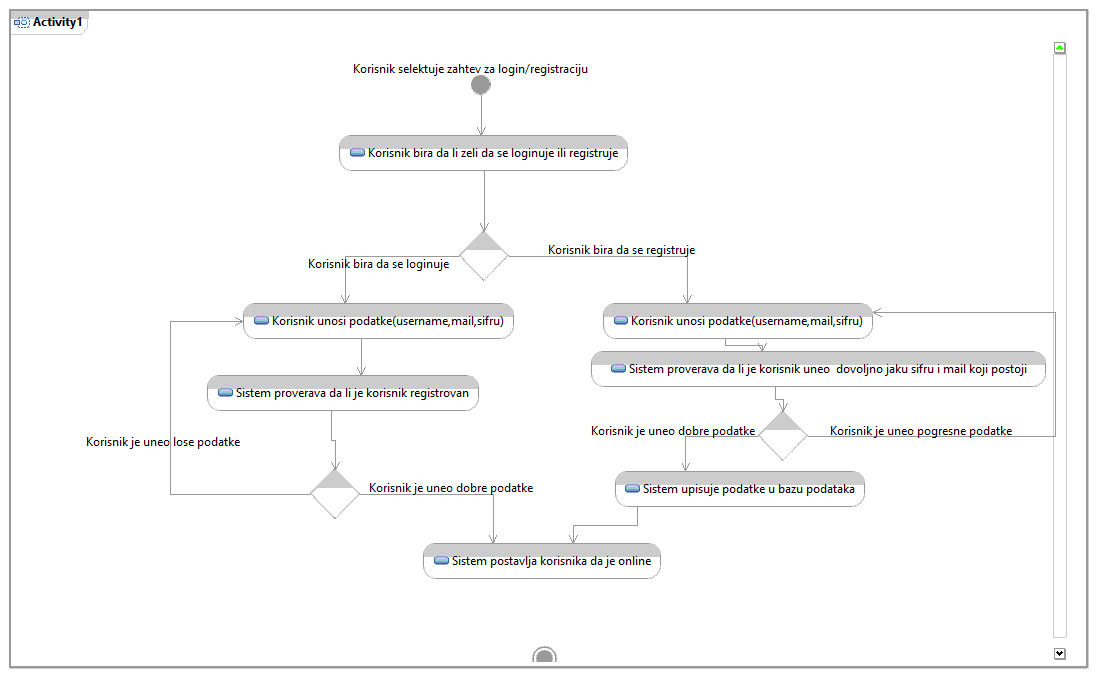 Activity1
Korisnik selektuje zahtev za login/registraciju
Korisnik bira da li zeli da se loginuje ili registruje
Korisnik bira da se registruje
Korisnik bira da se loginuje
Korisnik unosi podatke(username,mail,sifru)
Korisnik unosi podatke(username,mail,sifru)
Sistem proverava da li je korisnik uneo dovoljno jaku sifru i mail koji postoji
Sistem proverava da li je korisnik registrovan
Korisnik je uneo dobre podatke
Korisnik je uneo pogresne podatke
Korisnik je uneo lose podatke
Korisnik je uneo dobre podatke
Sistem upisuje podatke u bazu podataka
Sistem postavlja korisnika da je online